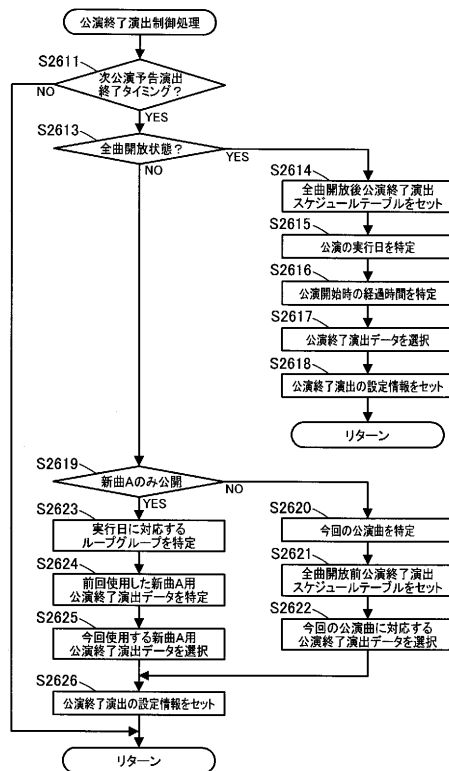 公演終了演出制御処理
S2611
次公演予告演出
終了タイミング?
NO
YES
S2613
全曲開放状態?
YES
NO
S2614
全曲開放後公演終了演出
スケジュールテーブルをセット
S2615
公演の実行日を特定
S2616
公演開始時の経過時間を特定
S2617
公演終了演出データを選択
S2618
公演終了演出の設定情報をセット
リターン
S2619
新曲Aのみ公開
NO
YES
S2623
実行日に対応する
ループグループを特定
S2624
前回使用した新曲A用
公演終了演出データを特定
S2625
今回使用する新曲A用
公演終了演出データを選択
S2620
今回の公演曲を特定
S2621
全曲開放前公演終了演出
スケジュールテーブルをセット
S2622
今回の公演曲に対応する
公演終了演出データを選択
S2626
公演終了演出の設定情報をセット
リターン